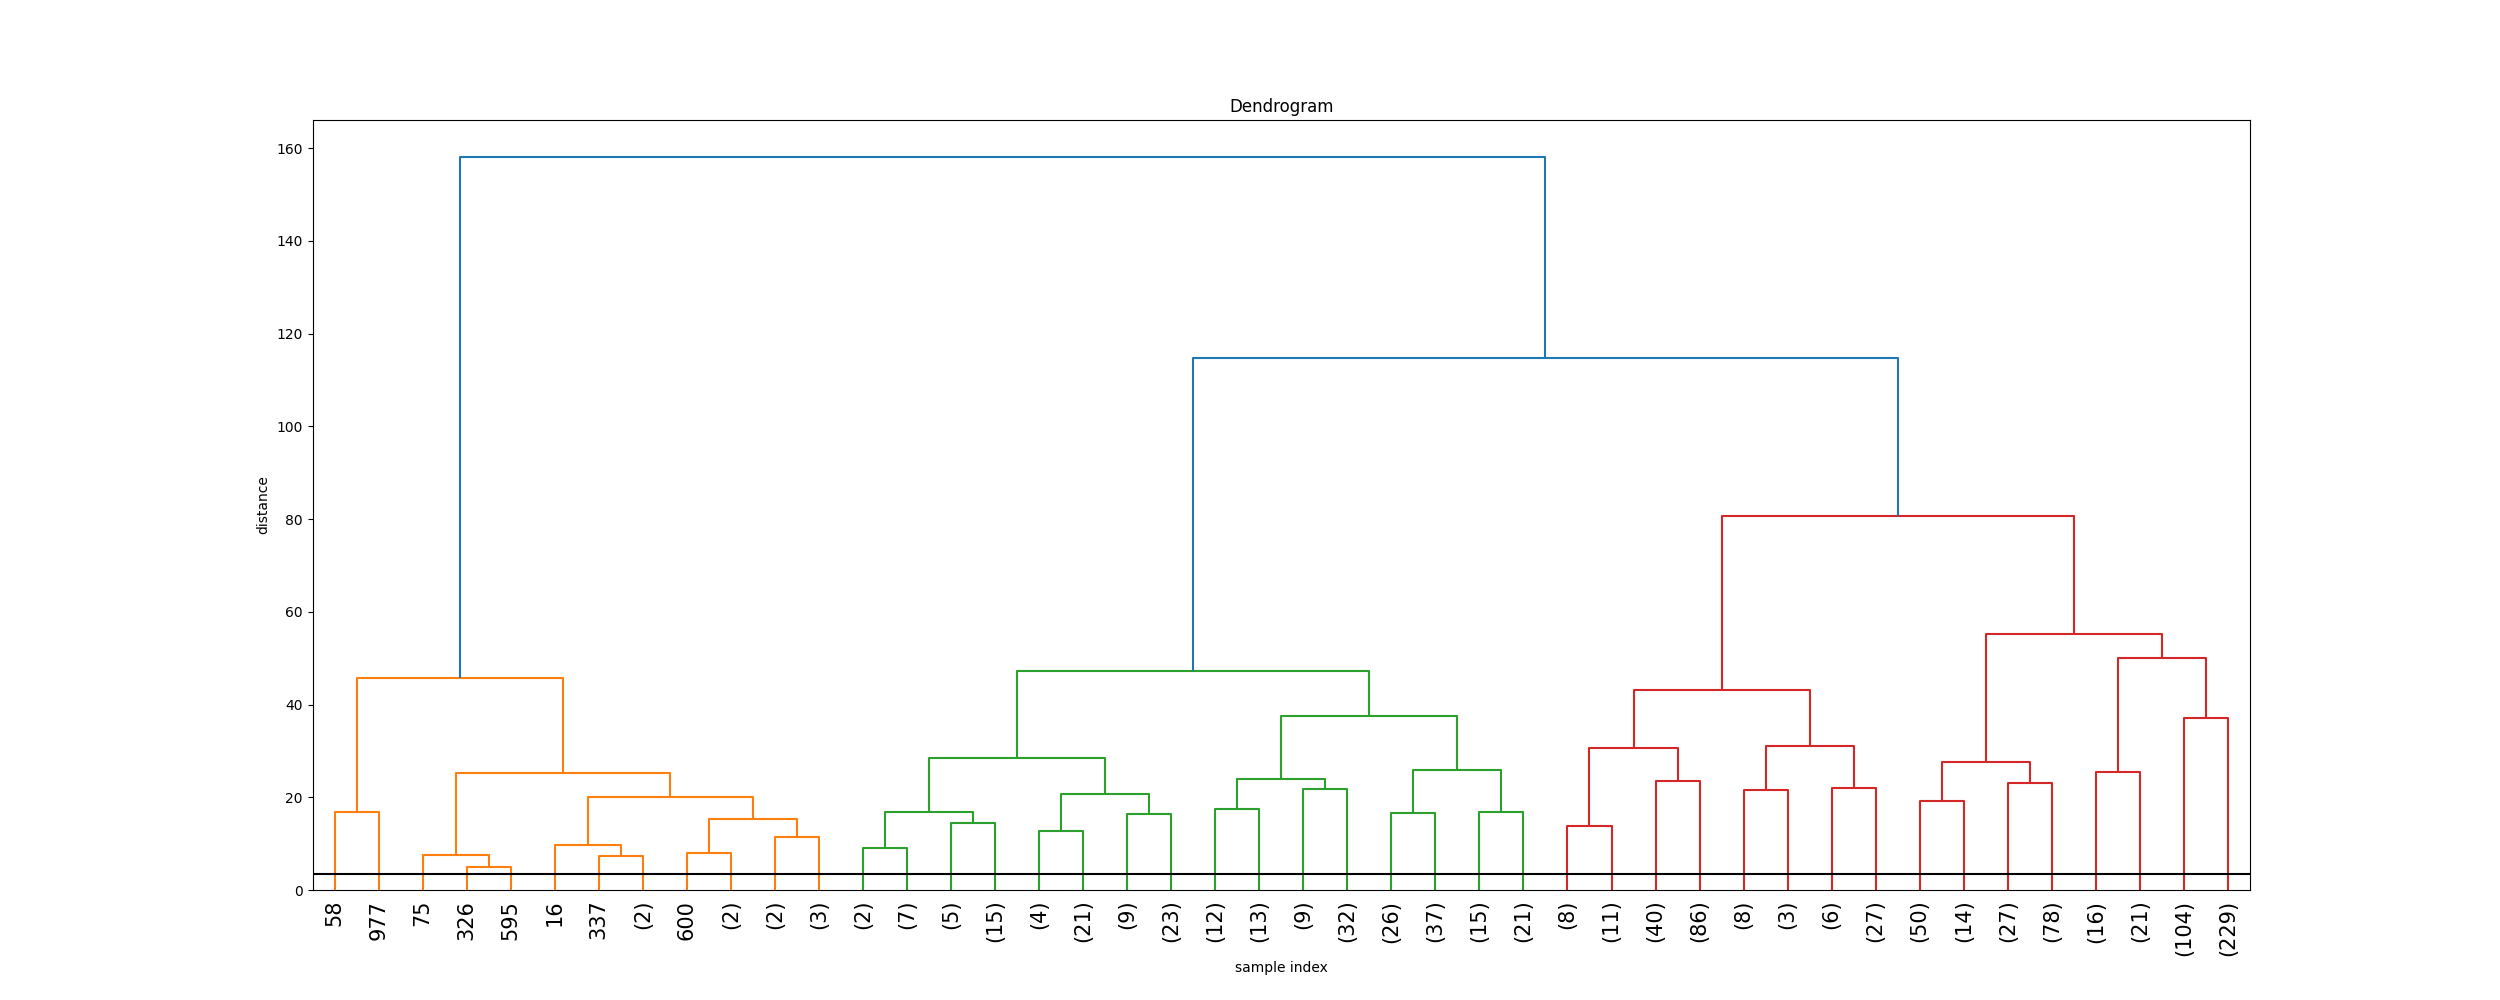 Dendrogram
160
140
120
100
80
60
40
20
0
distance
58 977 75 326 595 16 337 (2) 600 (2) (2) (3) (2) (7) (5) (15) (4) (21) (9) (23) (12) (13) (9) (32) (26) (37) (15) (21) (8) (11) (40) (86) (8) (3) (6) (27) (50) (14) (27) (78) (16) (21) (104) (229)
sample index